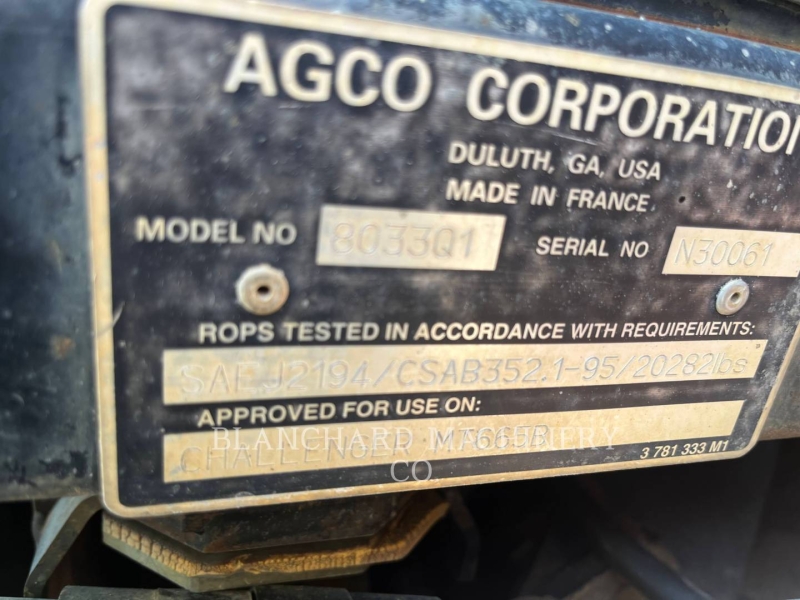 AGCO CORPORATION
DULUTH, GA, USA
MADE IN FRANCE
MODEL NO 8033Q1 SERIAL NO N30061
ROPS TESTED IN ACCORDANCE WITH REQUIREMENTS:
SAE J2194/CSAB352.1-95/20282lbs
APPROVED FOR USE ON:
CHALLENGER MT665B
3 781 333 M1
BLANCHARD MACHINERY
CO